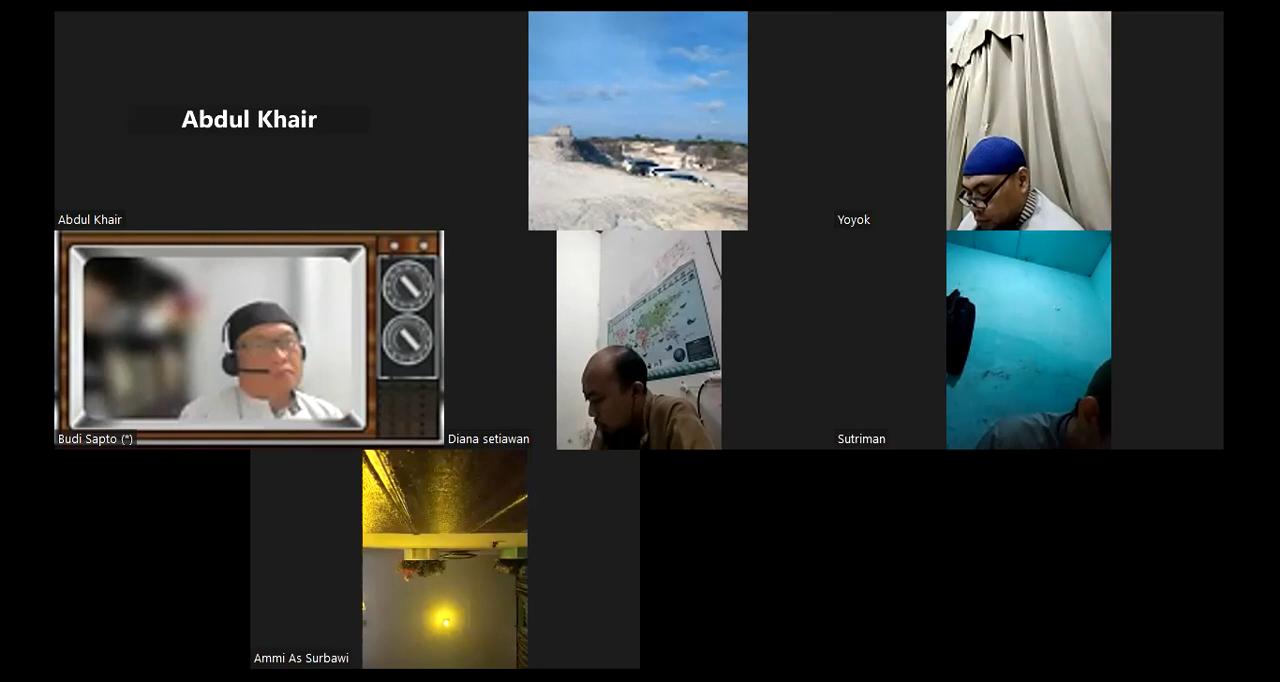 Abdul Khair
Abdul Khair
Yoyok
Budi Sapto (*)
Diana setiawan
Sutriman
Ammi As Surbawi